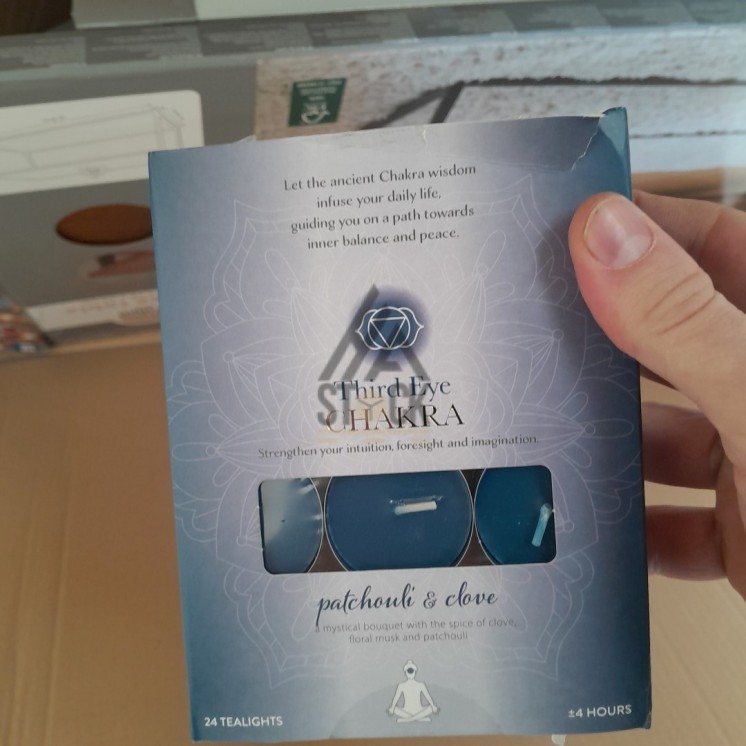 Let the ancient Chakra wisdom
infuse your daily life,
guiding you on a path towards
inner balance and peace.
Third Eye
CHAKRA
Strengthen your intuition, foresight and imagination.
patchouli & clove
a mystical bouquet with the spice of clove,
floral musk and patchouli
24 TEALIGHTS
±4 HOURS